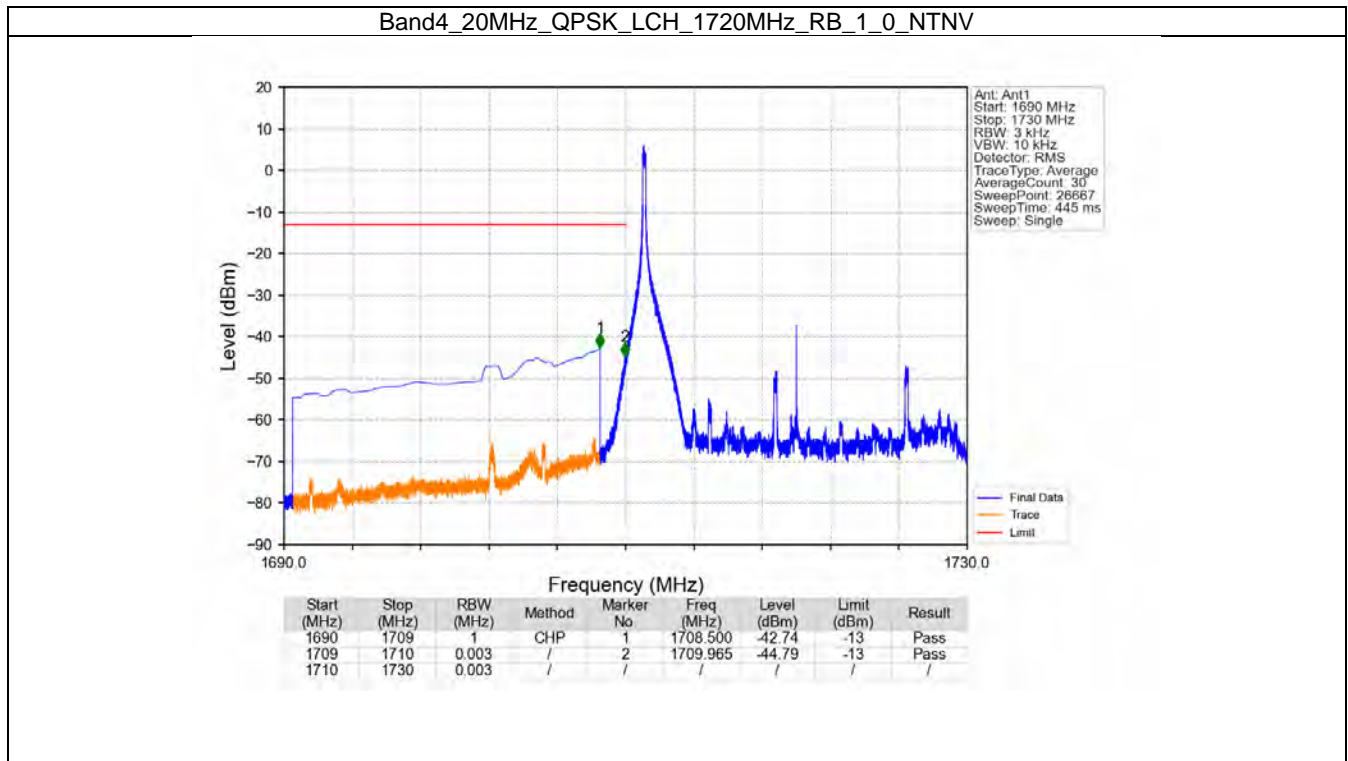 Band4_20MHz_QPSK_LCH_1720MHz_RB_1_0_NTNV
Ant: Ant1
Start: 1690 MHz
Stop: 1730 MHz
RBW: 3 kHz
VBW: 10 kHz
Detector: RMS
TraceType: Average
AverageCount: 30
SweepPoint: 26667
SweepTime: 445 ms
Sweep: Single
20
10
0
−10
−20
−30
−40
−50
−60
−70
−80
−90
Level (dBm)
1
2
Final Data
Trace
Limit
1690.0
1730.0
Frequency (MHz)
Start (MHz) Stop (MHz) RBW (MHz) Method Marker No Freq (MHz) Level (dBm) Limit (dBm) Result
1690 1709 1 CHP 1 1708.500 -42.74 -13 Pass
1709 1710 0.003 / 2 1709.965 -44.79 -13 Pass
1710 1730 0.003 / / / / / /